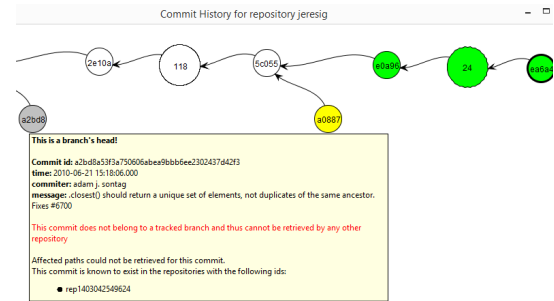 Commit History for repository jeresig
2e10a
118
5c055
e0a95
24
ea6a4
a2bd8
a0887
This is a branch's head!
Commit id: a2bd8a53f3a750606abea9bbb6ee2302437d42f3
time: 2010-06-21 15:18:06.000
commiter: adam j. sontag
message: .closest() should return a unique set of elements, not duplicates of the same ancestor.
Fixes #6700
This commit does not belong to a tracked branch and thus cannot be retrieved by any other
repository
Affected paths could not be retrieved for this commit.
This commit is known to exist in the repositories with the following ids:
rep1403042549624